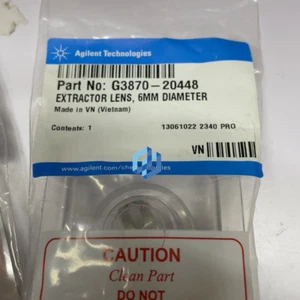 Agilent Technologies
Part No: G3870-20448
EXTRACTOR LENS, 6MM DIAMETER
Made in VN (Vietnam)
Contents: 1
13061022 2340 PRO
VN
www.agilent.com/che
CAUTION
Clean Part
DO NOT